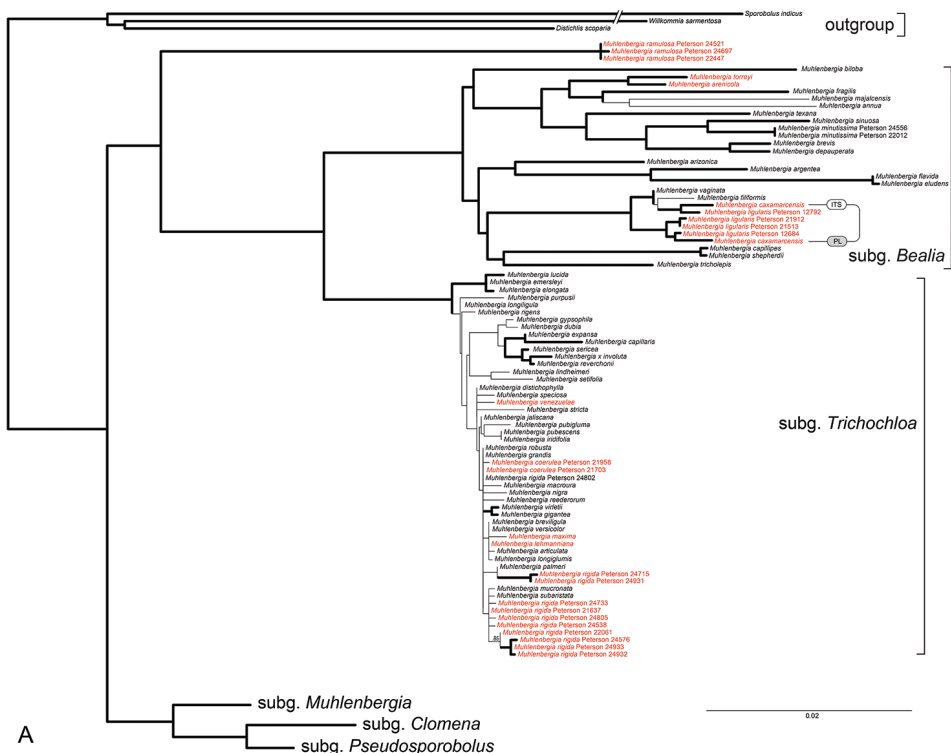 Sporobolus indicus
Willkommia sarmentosa
Distichlis scoparia
outgroup
Muhlenbergia ramulosa Peterson 24521
Muhlenbergia ramulosa Peterson 24697
Muhlenbergia ramulosa Peterson 22447
Muhlenbergia biloba
Muhlenbergia torreyi
Muhlenbergia arenicola
Muhlenbergia fragilis
Muhlenbergia majalcensis
Muhlenbergia annua
Muhlenbergia texana
Muhlenbergia sinuosa
Muhlenbergia minutissima Peterson 24556
Muhlenbergia minutissima Peterson 22012
Muhlenbergia brevis
Muhlenbergia depauperata
Muhlenbergia arizonica
Muhlenbergia argentea
Muhlenbergia flavida
Muhlenbergia eludens
Muhlenbergia vaginata
Muhlenbergia filiformis
Muhlenbergia caxamarcensis
ITS
Muhlenbergia ligularis Peterson 12792
Muhlenbergia ligularis Peterson 21912
Muhlenbergia ligularis Peterson 21513
Muhlenbergia ligularis Peterson 12684
Muhlenbergia caxamarcensis
PL
Muhlenbergia capillipes
Muhlenbergia shepherdii
subg. Bealia
Muhlenbergia tricholepis
Muhlenbergia lucida
Muhlenbergia emersleyi
Muhlenbergia elongata
Muhlenbergia purpusii
Muhlenbergia longiligula
Muhlenbergia rigens
Muhlenbergia gypsophila
Muhlenbergia dubia
Muhlenbergia expansa
Muhlenbergia capillaris
Muhlenbergia sericea
Muhlenbergia x involuta
Muhlenbergia reverchonii
Muhlenbergia lindheimeri
Muhlenbergia setifolia
Muhlenbergia distichophylla
Muhlenbergia speciosa
Muhlenbergia venezuelae
Muhlenbergia stricta
Muhlenbergia jaliscana
subg. Trichochloa
Muhlenbergia pubigluma
Muhlenbergia pubescens
Muhlenbergia iridifolia
Muhlenbergia robusta
Muhlenbergia grandis
Muhlenbergia coerulea Peterson 21958
Muhlenbergia coerulea Peterson 21703
Muhlenbergia rigida Peterson 24802
Muhlenbergia macroura
Muhlenbergia nigra
Muhlenbergia reederorum
Muhlenbergia virletii
Muhlenbergia gigantea
Muhlenbergia breviligula
Muhlenbergia versicolor
Muhlenbergia maxima
Muhlenbergia lehmanniana
Muhlenbergia articulata
Muhlenbergia longiglumis
Muhlenbergia palmeri
Muhlenbergia rigida Peterson 24715
Muhlenbergia rigida Peterson 24931
Muhlenbergia mucronata
Muhlenbergia subaristata
Muhlenbergia rigida Peterson 24733
Muhlenbergia rigida Peterson 21637
Muhlenbergia rigida Peterson 24805
Muhlenbergia rigida Peterson 24538
Muhlenbergia rigida Peterson 22061
85
Muhlenbergia rigida Peterson 24576
Muhlenbergia rigida Peterson 24933
Muhlenbergia rigida Peterson 24932
subg. Muhlenbergia
subg. Clomena
subg. Pseudosporobolus
0.02
A